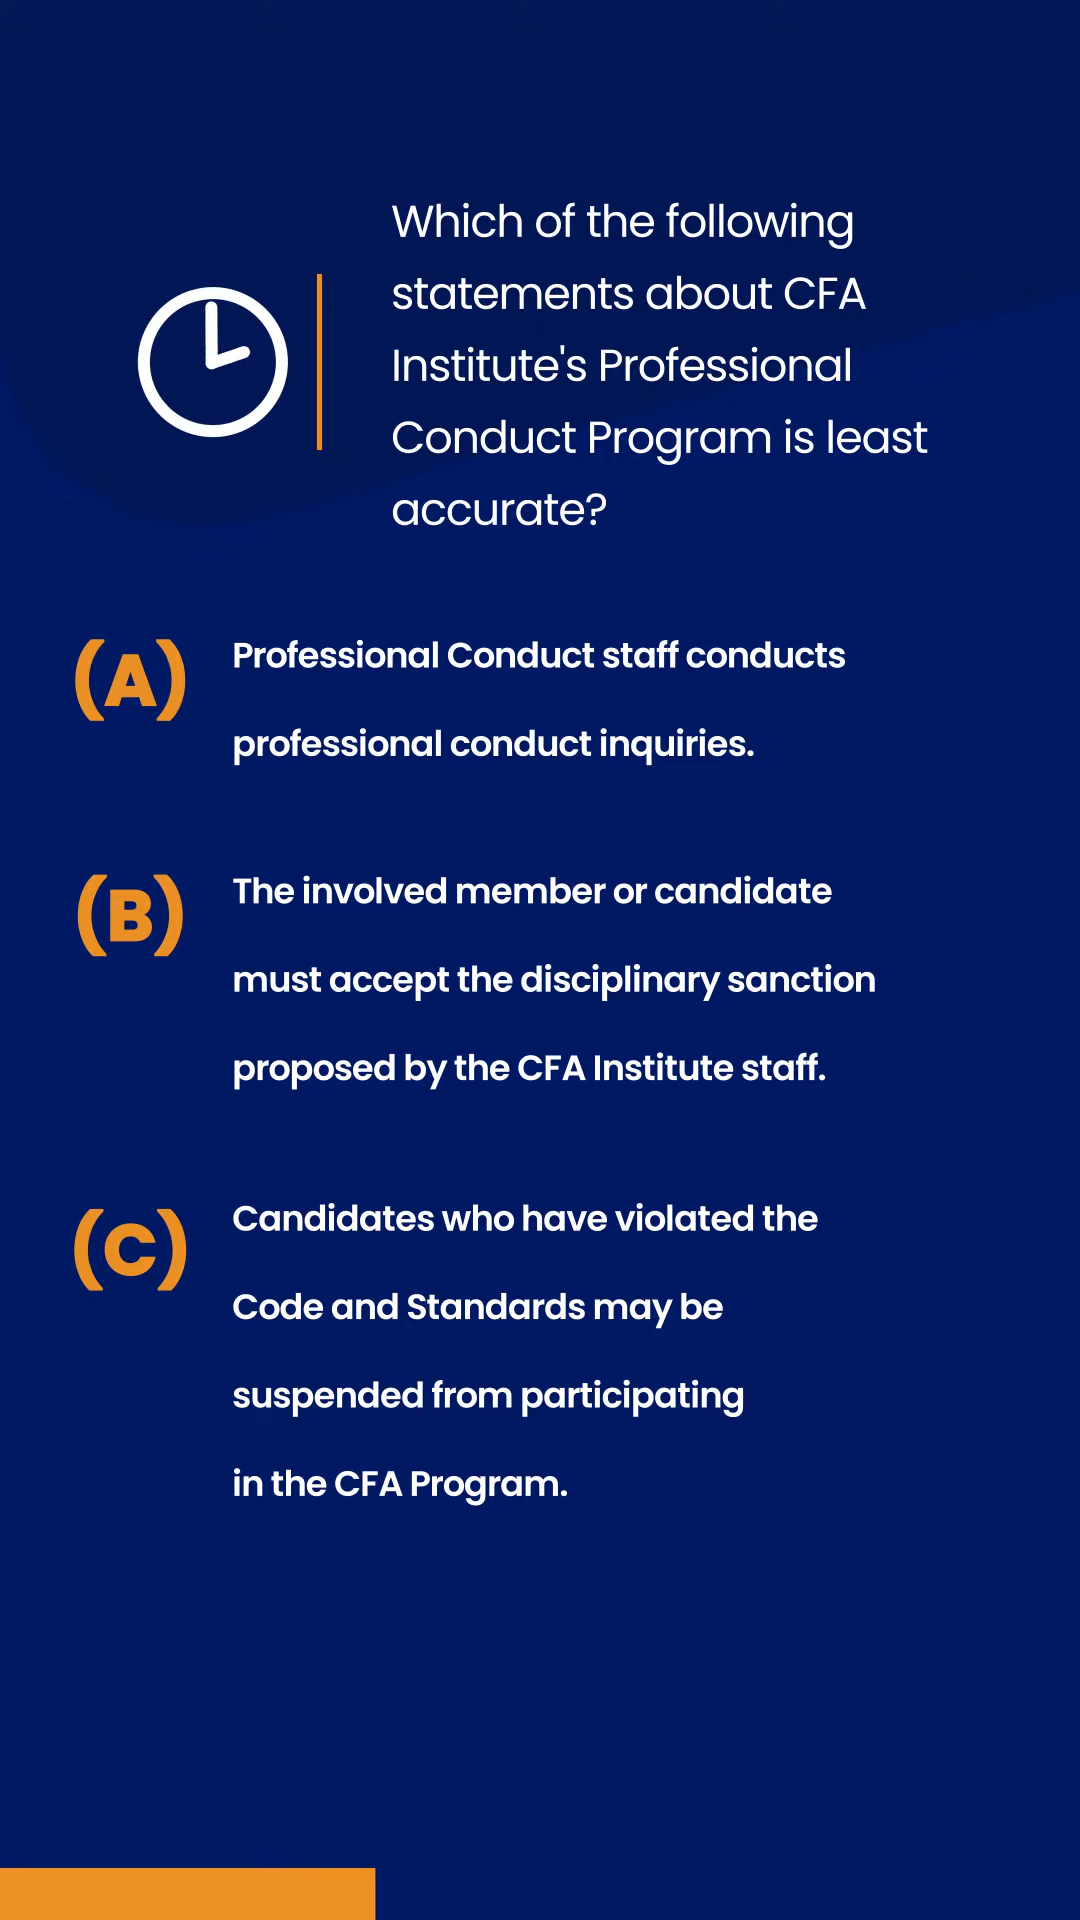 Which of the following
statements about CFA
Institute's Professional
Conduct Program is least
accurate?
(A) Professional Conduct staff conducts
professional conduct inquiries.
(B) The involved member or candidate
must accept the disciplinary sanction
proposed by the CFA Institute staff.
(C) Candidates who have violated the
Code and Standards may be
suspended from participating
in the CFA Program.